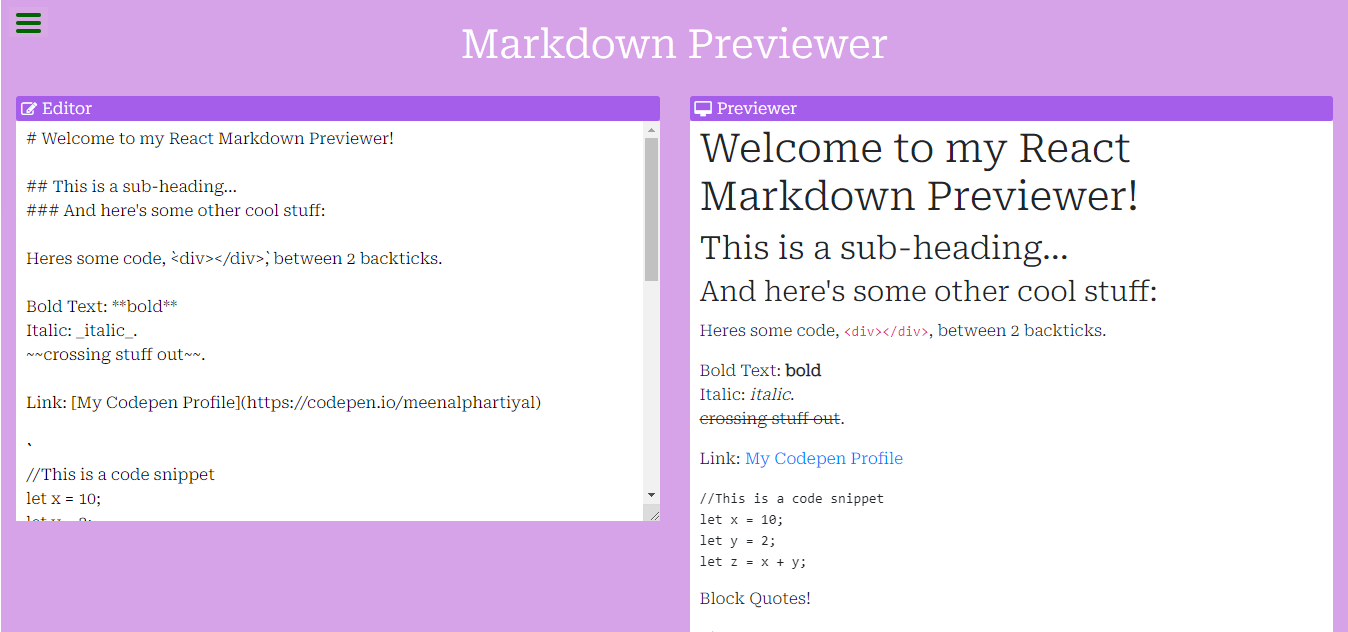 Markdown Previewer
Editor
# Welcome to my React Markdown Previewer!
## This is a sub-heading...
### And here's some other cool stuff:
Heres some code, `<div></div>`, between 2 backticks.
Bold Text: **bold**
Italic: _italic_.
~~crossing stuff out~~.
Link: [My Codepen Profile](https://codepen.io/meenalphartiyal)
`
//This is a code snippet
let x = 10;
let y = 2;
Previewer
Welcome to my React
Markdown Previewer!
This is a sub-heading...
And here's some other cool stuff:
Heres some code, <div></div>, between 2 backticks.
Bold Text: bold
Italic: italic.
crossing stuff out.
Link: My Codepen Profile
//This is a code snippet
let x = 10;
let y = 2;
let z = x + y;
Block Quotes!